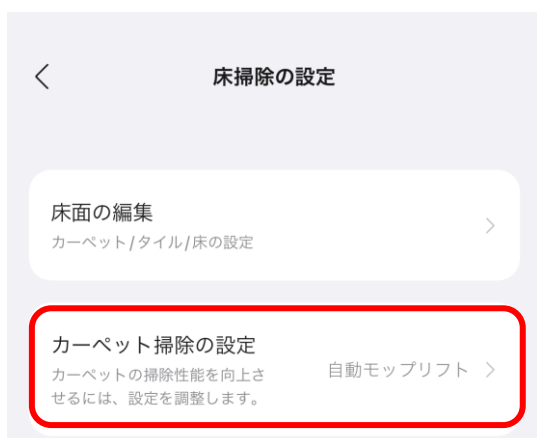 床掃除の設定
床面の編集
カーペット/タイル/床の設定
カーペット掃除の設定
カーペットの掃除性能を向上さ
せるには、設定を調整します。
自動モップリフト